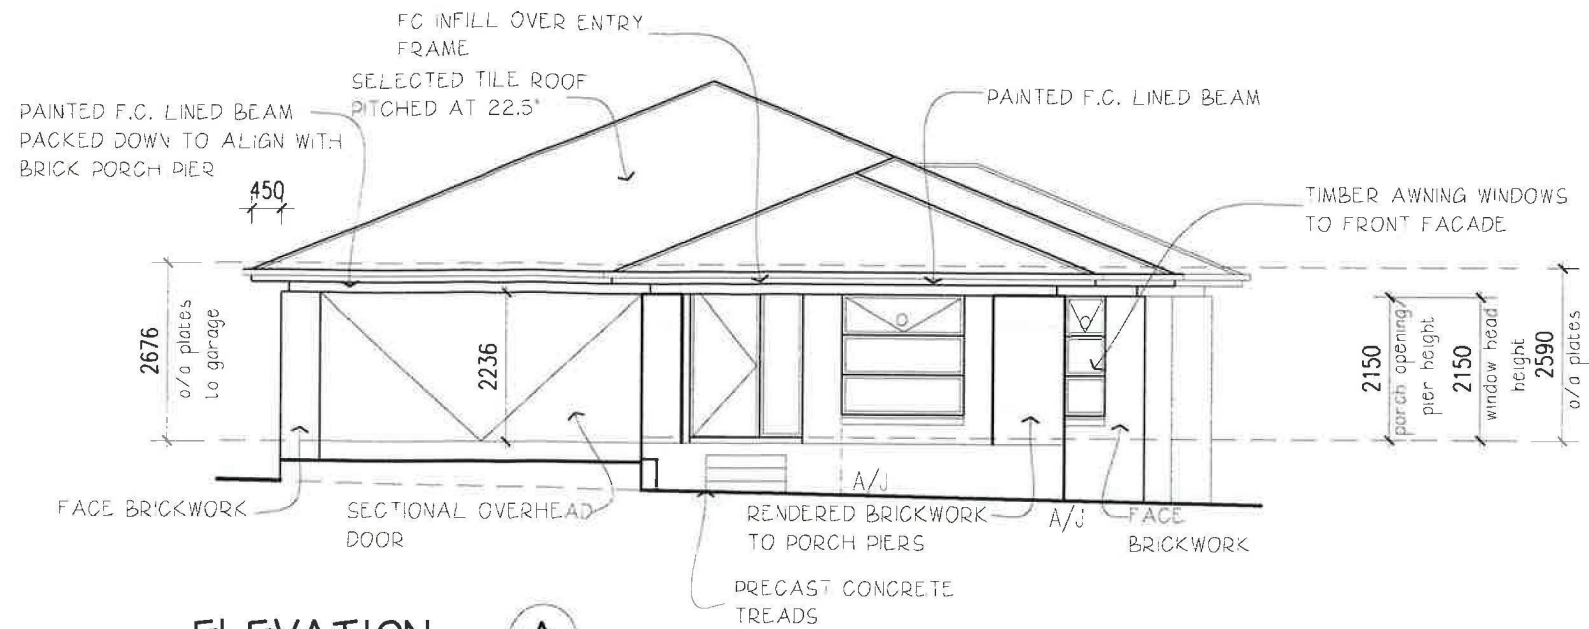 FC INFILL OVER ENTRY
FRAME
SELECTED TILE ROOF
PITCHED AT 22.5°
PAINTED F.C. LINED BEAM
PACKED DOWN TO ALIGN WITH
BRICK PORCH PIER
PAINTED F.C. LINED BEAM
450
TIMBER AWNING WINDOWS
TO FRONT FACADE
2676
o/a plates
to garage
2236
2150
porch opening/
pier height
2150
window head
height
2590
o/a plates
FACE BRICKWORK
SECTIONAL OVERHEAD
DOOR
A/J
RENDERED BRICKWORK
TO PORCH PIERS
A/J
FACE
BRICKWORK
PRECAST CONCRETE
TREADS
ELEVATION
A